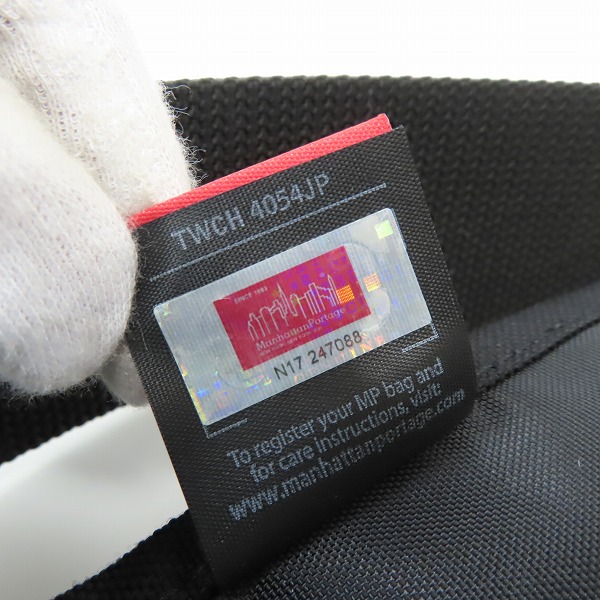 TWCH 4054JP
SINCE 1983
ManhattanPortage
N17 247088
To register your MP bag and
for care instructions, visit:
www.manhattanportage.com